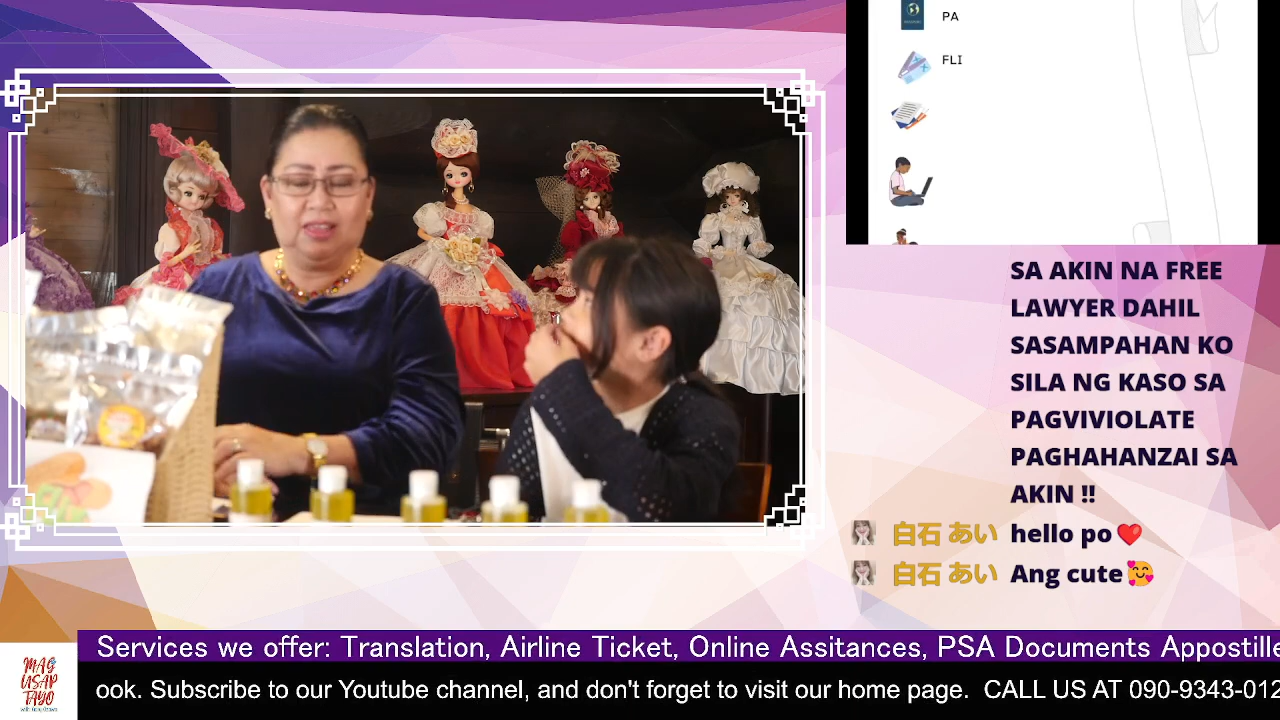 PA
FLI
SA AKIN NA FREE
LAWYER DAHIL
SASAMPAHAN KO
SILA NG KASO SA
PAGVIVIOLATE
PAGHAHANZAI SA
AKIN !!
白石 あい hello po❤️
白石 あい Ang cute🥰
Services we offer: Translation, Airline Ticket, Online Assitances, PSA Documents Appostille
ook. Subscribe to our Youtube channel, and don't forget to visit our home page. CALL US AT 090-9343-012
MAG
USAP
TAYO